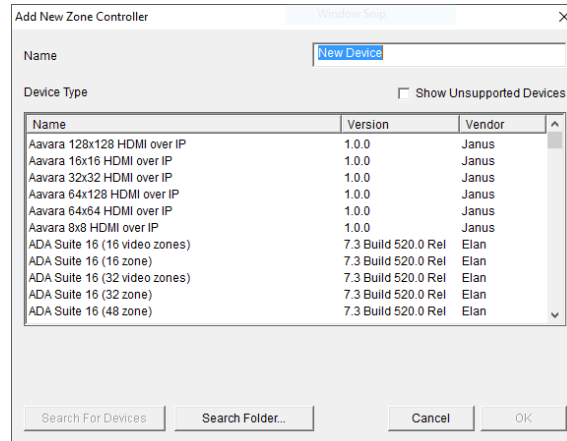 Add New Zone Controller Window Snip
Name New Device
Device Type Show Unsupported Devices
Name Version Vendor
Aavara 128x128 HDMI over IP 1.0.0 Janus
Aavara 16x16 HDMI over IP 1.0.0 Janus
Aavara 32x32 HDMI over IP 1.0.0 Janus
Aavara 64x128 HDMI over IP 1.0.0 Janus
Aavara 64x64 HDMI over IP 1.0.0 Janus
Aavara 8x8 HDMI over IP 1.0.0 Janus
ADA Suite 16 (16 video zones) 7.3 Build 520.0 Rel Elan
ADA Suite 16 (16 zone) 7.3 Build 520.0 Rel Elan
ADA Suite 16 (32 video zones) 7.3 Build 520.0 Rel Elan
ADA Suite 16 (32 zone) 7.3 Build 520.0 Rel Elan
ADA Suite 16 (48 zone) 7.3 Build 520.0 Rel Elan
Search For Devices Search Folder... Cancel OK